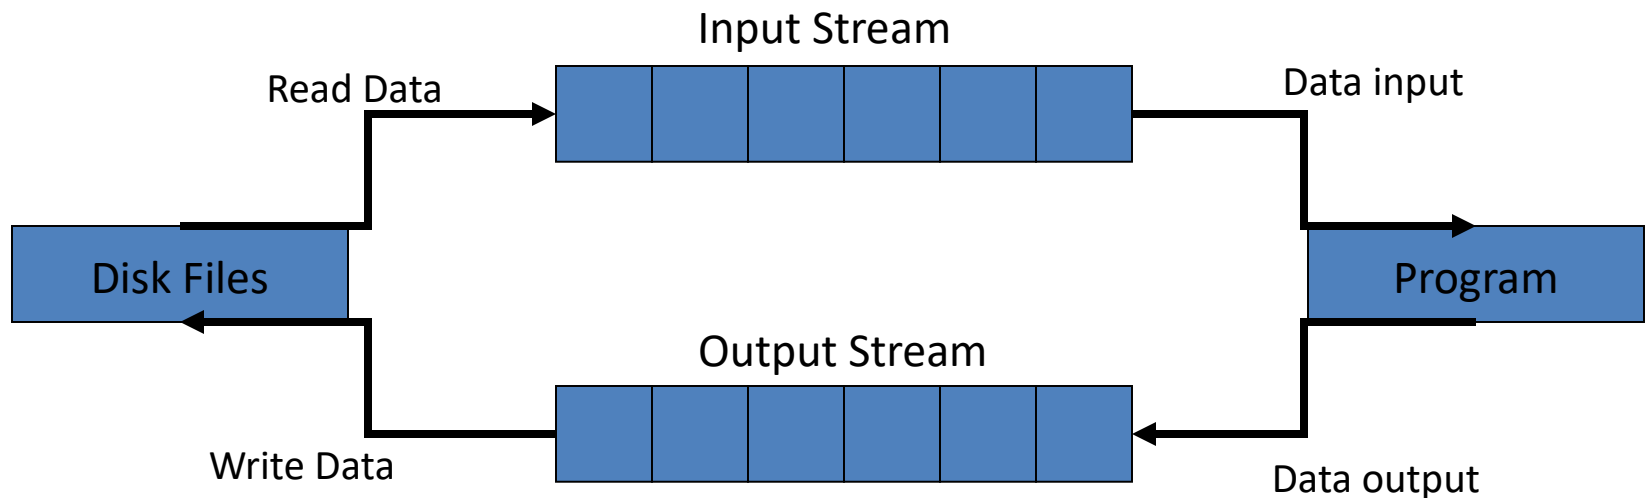 Input Stream
Read Data
Data input
Disk Files
Program
Output Stream
Write Data
Data output